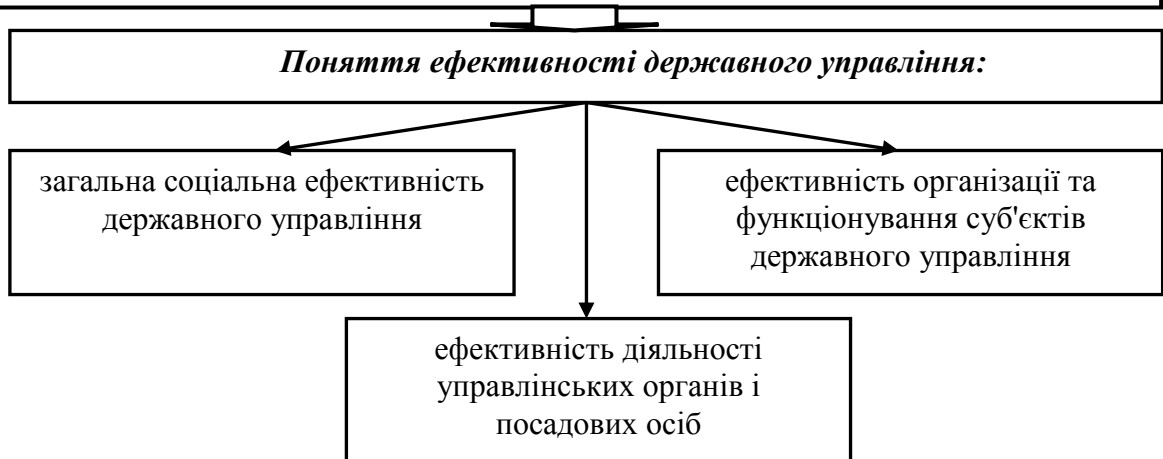 Поняття ефективності державного управління:
загальна соціальна ефективність
державного управління
ефективність організації та
функціонування суб'єктів
державного управління
ефективність діяльності
управлінських органів і
посадових осіб